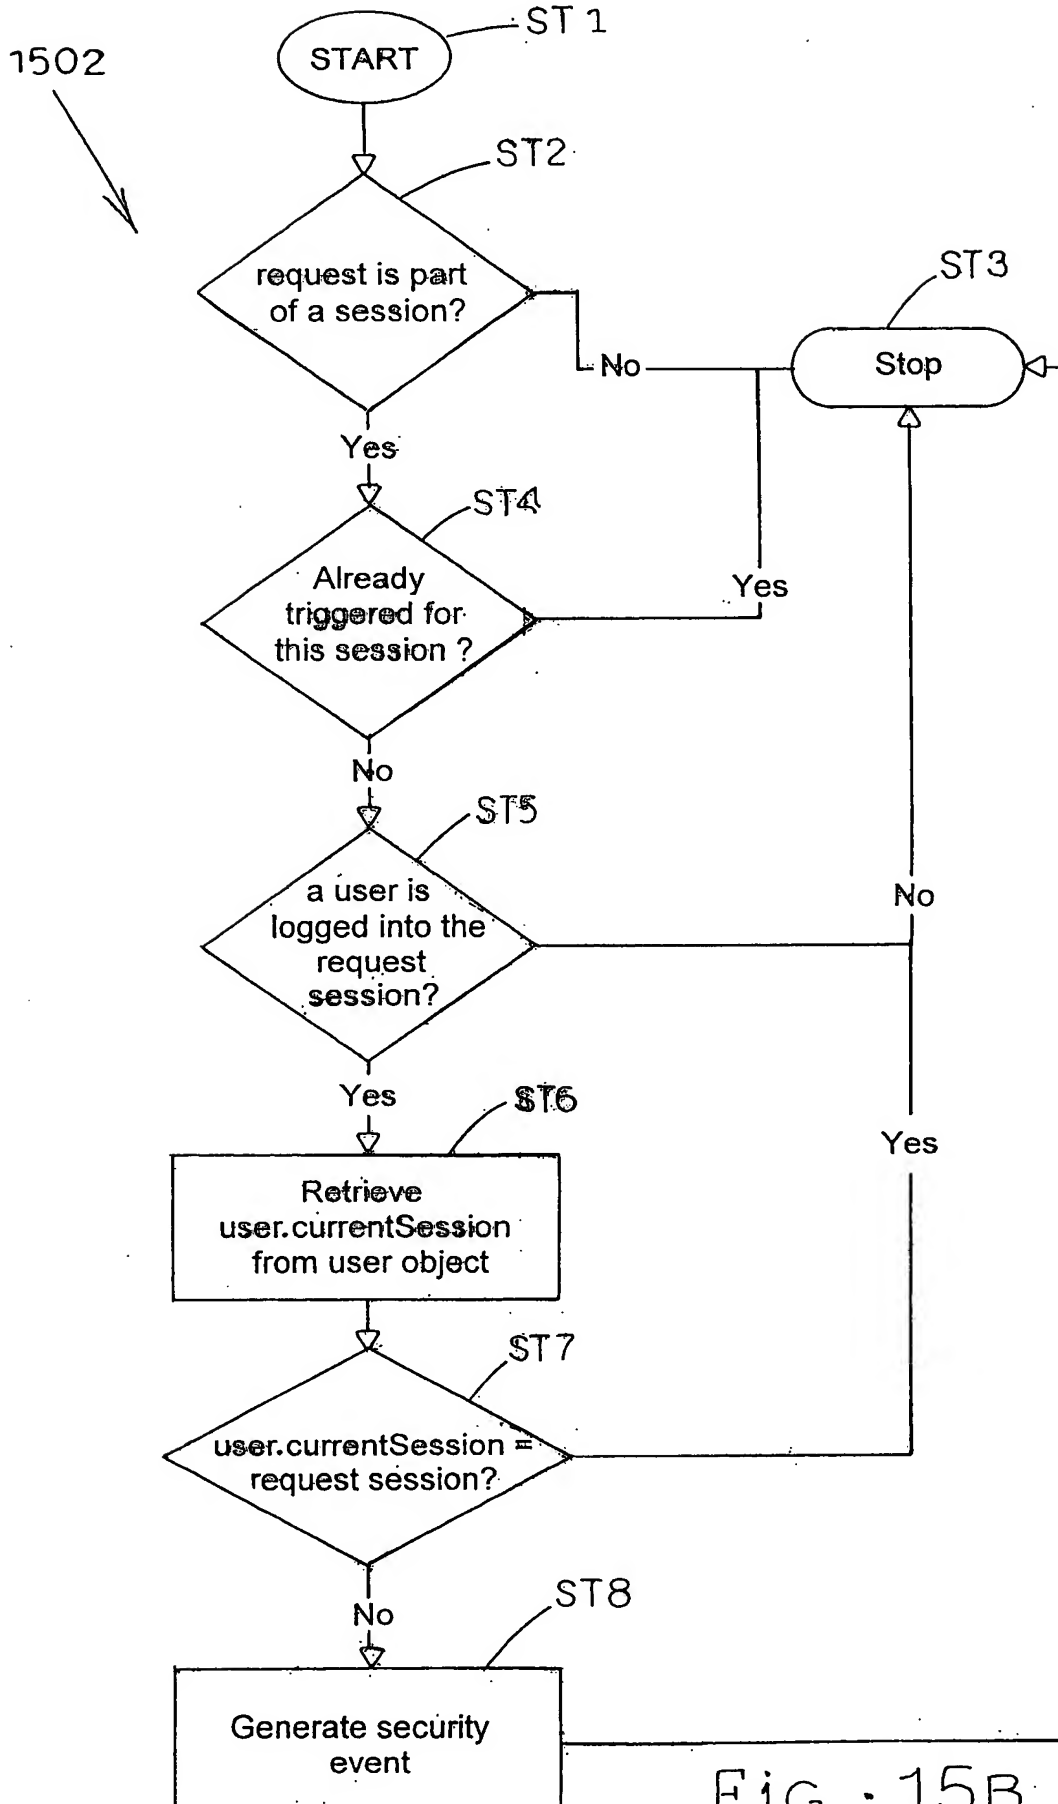 ST 1
START
1502
ST2
request is part
of a session?
ST3
Stop
No
Yes
ST4
Already
triggered for
this session ?
Yes
No
ST5
a user is
logged into the
request
session?
No
Yes
ST6
Yes
Retrieve
user.currentSession
from user object
ST7
user.currentSession =
request session?
No
ST8
Generate security
event
FiG. 15B